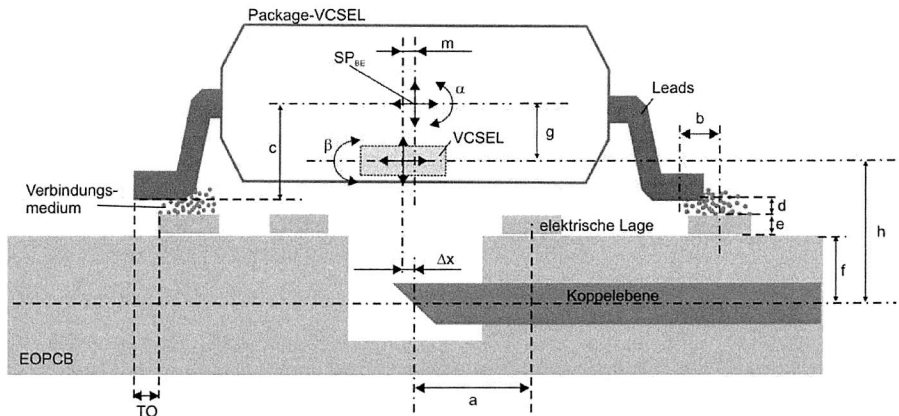 Package-VCSEL
m
SP_BE
α
Leads
b
c
g
β
VCSEL
Verbindungs-
medium
d
elektrische Lage
e
h
f
Δx
Koppelebene
EOPCB
a
TO